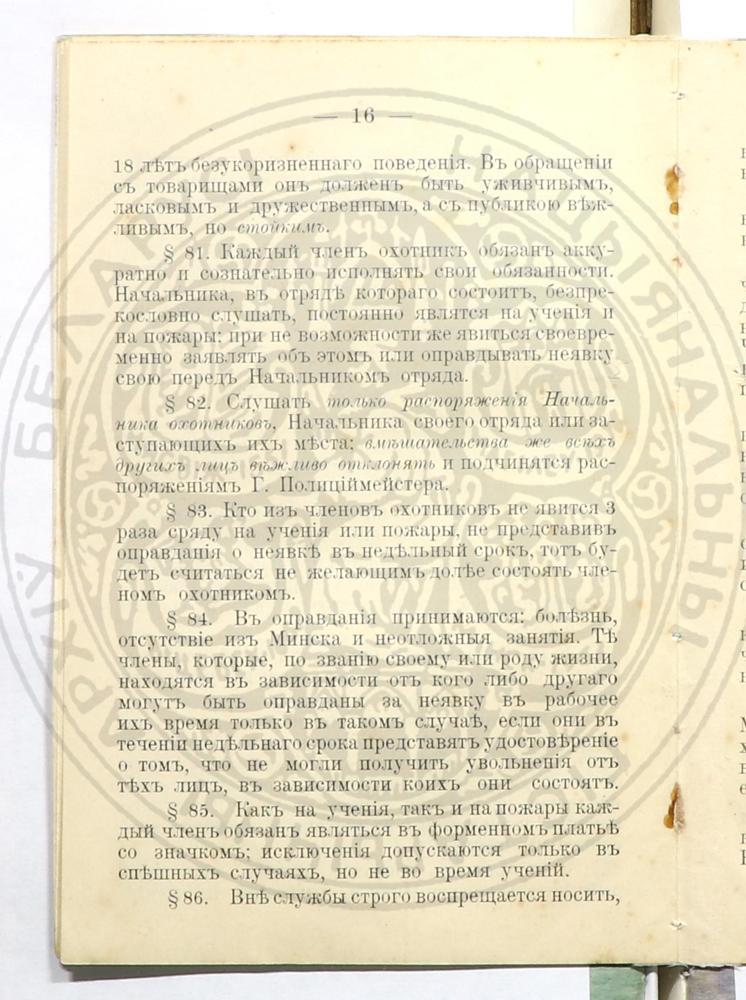 — 16 —
18 лѣтъ безукоризненнаго поведенія. Въ обращеніи
съ товарищами онъ долженъ быть уживчивымъ,
ласковымъ и дружественнымъ, а съ публикою вѣж-
ливымъ, но стойкимъ.
§ 81. Каждый членъ охотникъ обязанъ акку-
ратно и сознательно исполнять свои обязанности.
Начальника, въ отрядѣ котораго состоитъ, безпре-
кословно слушать, постоянно являтся на ученія и
на пожары; при не возможности же явиться своевре-
менно заявлять объ этомъ или оправдывать неявку
свою передъ Начальникомъ отряда.
§ 82. Слушать только распоряженія Началь-
ника охотниковъ, Начальника своего отряда или за-
ступающихъ ихъ мѣста; вмѣшательства же всѣхъ
другихъ лицъ вѣжливо отклонять и подчинятся рас-
поряженіямъ Г. Полиціймейстера.
§ 83. Кто изъ членовъ охотниковъ не явится 3
раза сряду на ученія или пожары, не представивъ
оправданія о неявкѣ въ недѣльный срокъ, тотъ бу-
детъ считаться не желающимъ долѣе состоять чле-
номъ охотникомъ.
§ 84. Въ оправданія принимаются: болѣзнь,
отсутствіе изъ Минска и неотложныя занятія. Тѣ
члены, которые, по званію своему или роду жизни,
находятся въ зависимости отъ кого либо другаго
могутъ быть оправданы за неявку въ рабочее
ихъ время только въ такомъ случаѣ, если они въ
теченіи недѣльнаго срока представятъ удостовѣреніе
о томъ, что не могли получить увольненія отъ
тѣхъ лицъ, въ зависимости коихъ они состоятъ.
§ 85. Какъ на ученія, такъ и на пожары каж-
дый членъ обязанъ являться въ форменномъ платьѣ
со значкомъ; исключенія допускаются только въ
спѣшныхъ случаяхъ, но не во время ученій.
§ 86. Внѣ службы строго воспрещается носить,
НАЦЫЯНАЛЬНЫ АРХІЎ БЕЛАРУСІ